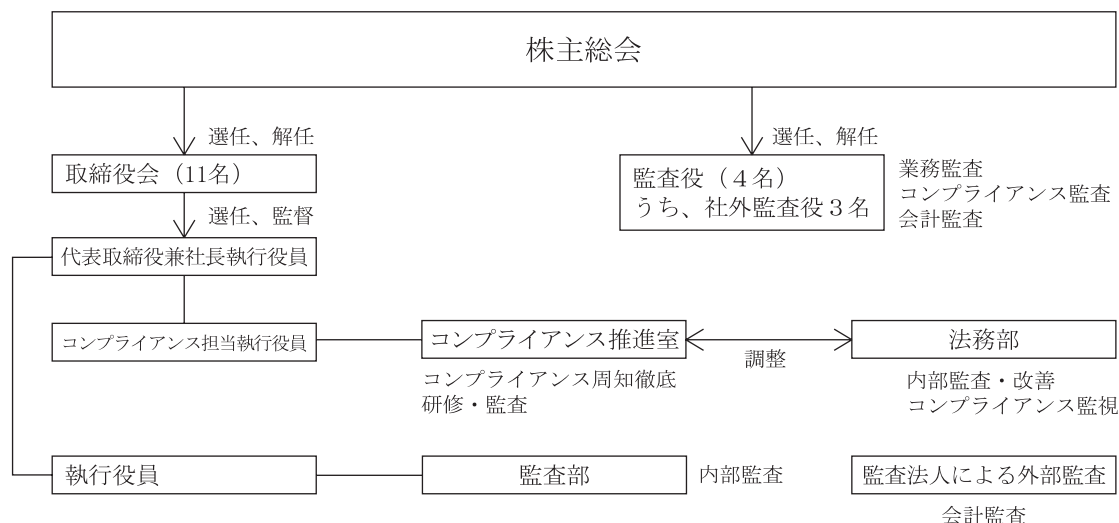 株主総会
選任、解任
選任、解任
取締役会（11名）
監査役（４名）
うち、社外監査役３名
業務監査
コンプライアンス監査
会計監査
選任、監督
代表取締役兼社長執行役員
コンプライアンス担当執行役員
コンプライアンス推進室
調整
法務部
コンプライアンス周知徹底
研修・監査
内部監査・改善
コンプライアンス監視
執行役員
監査部
内部監査
監査法人による外部監査
会計監査